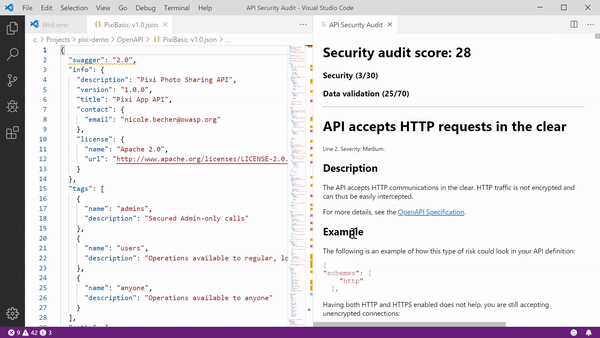 File Edit Selection View Go Debug Terminal Help
API Security Audit - Visual Studio Code
Welcome
PixiBasic-v1.0.json
API Security Audit
c: > Projects > pixi-demo > OpenAPI > PixiBasic-v1.0.json > ...
1 {
2 "swagger": "2.0",
3 "info": {
4 "description": "Pixi Photo Sharing API",
5 "version": "1.0.0",
6 "title": "Pixi App API",
7 "contact": {
8 "email": "nicole.becher@owasp.org"
9 },
10 "license": {
11 "name": "Apache 2.0",
12 "url": "http://www.apache.org/licenses/LICENSE-2.0.
13 }
14 },
15 "tags": [
16 {
17 "name": "admins",
18 "description": "Secured Admin-only calls"
19 },
20 {
21 "name": "users",
22 "description": "Operations available to regular, lo
23 },
24 {
25 "name": "anyone",
26 "description": "Operations available to anyone"
27 }
28 ],
Security audit score: 28
Security (3/30)
Data validation (25/70)
API accepts HTTP requests in the clear
Line 2. Severity: Medium.
Description
The API accepts HTTP communications in the clear. HTTP traffic is not encrypted and
can thus be easily intercepted.
For more details, see the OpenAPI Specification.
Example
The following is an example of how this type of risk could look in your API definition:
{
"schemes": [
"http"
],
Having both HTTP and HTTPS enabled does not help, you are still accepting
unencrypted connections:
9 42 3